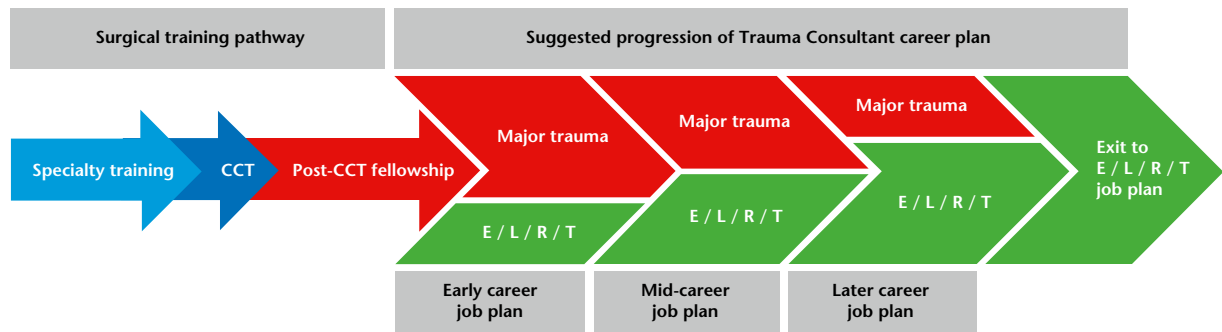 Surgical training pathway
Suggested progression of Trauma Consultant career plan
Specialty training
CCT
Post-CCT fellowship
Major trauma
E / L / R / T
Major trauma
E / L / R / T
Major trauma
E / L / R / T
Exit to
E / L / R / T
job plan
Early career
job plan
Mid-career
job plan
Later career
job plan